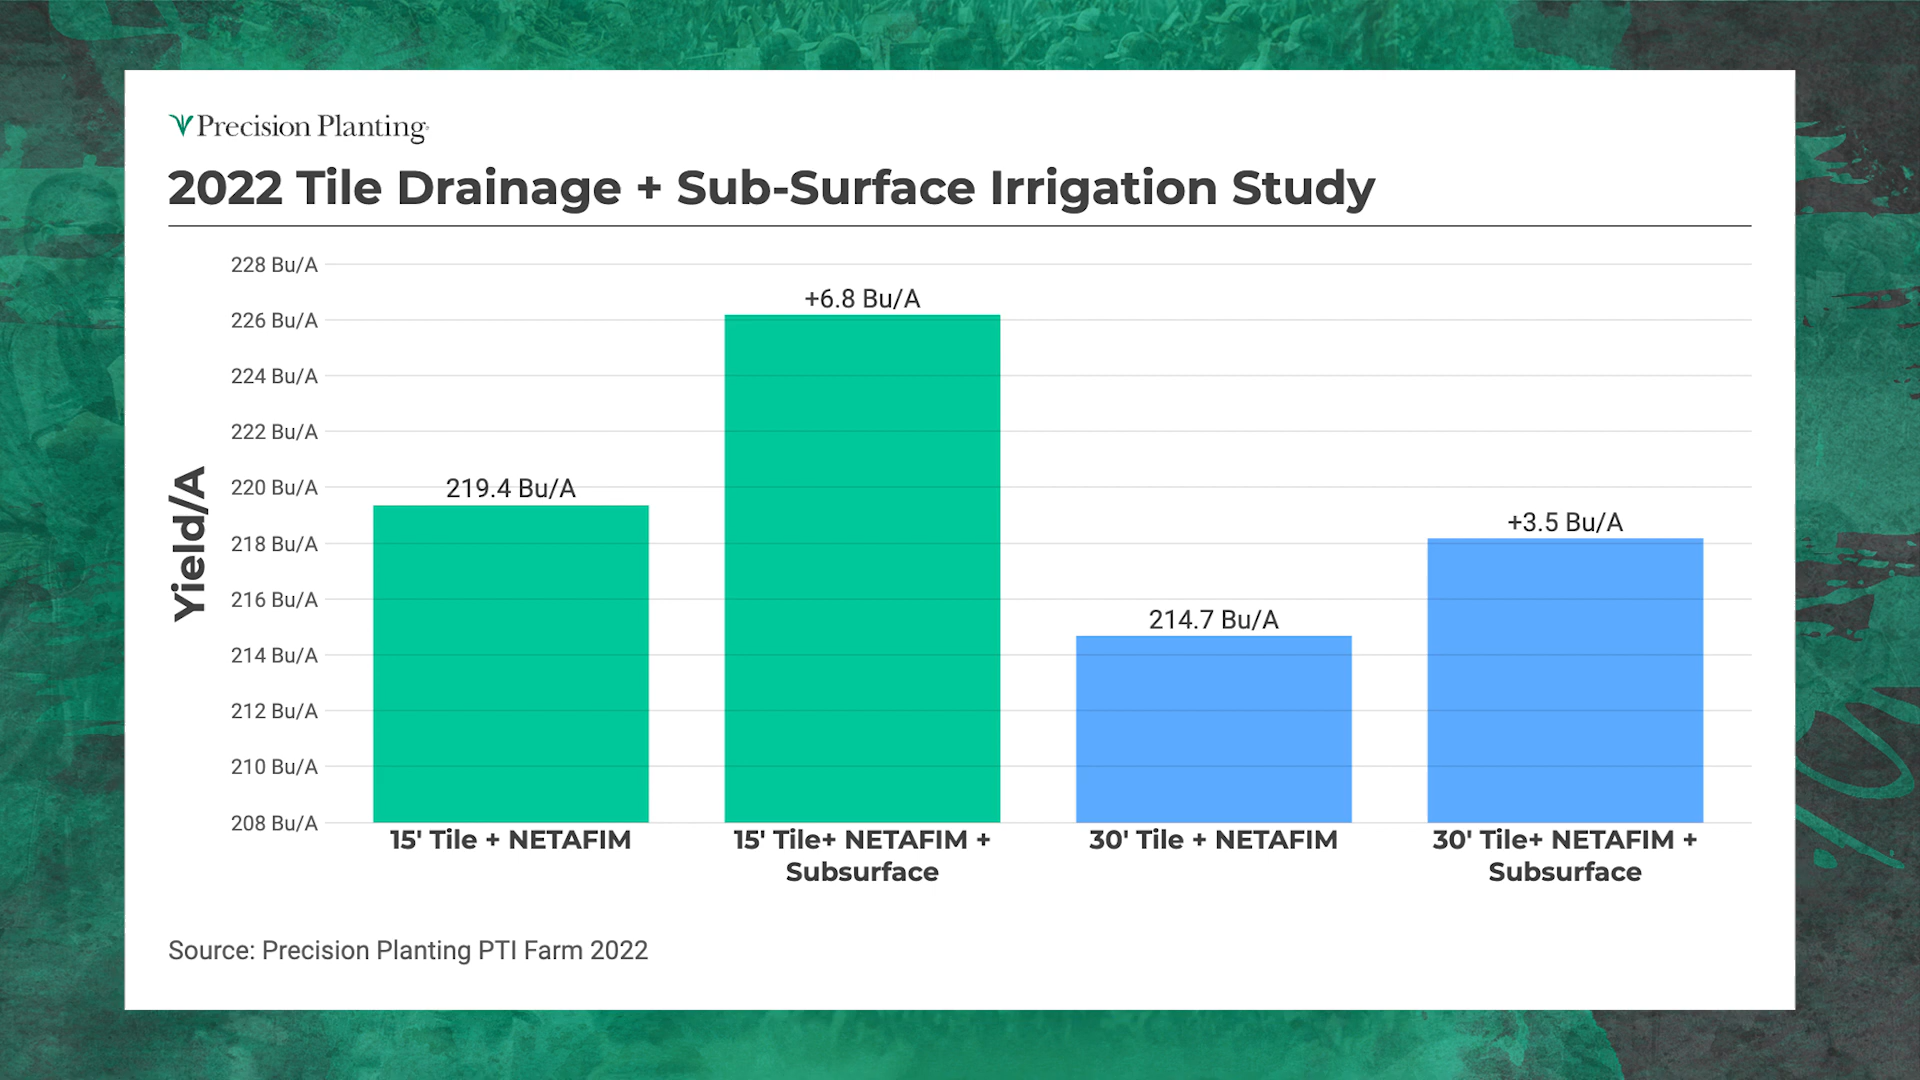 Precision Planting
2022 Tile Drainage + Sub-Surface Irrigation Study
Yield/A
228 Bu/A
226 Bu/A
224 Bu/A
222 Bu/A
220 Bu/A
218 Bu/A
216 Bu/A
214 Bu/A
212 Bu/A
210 Bu/A
208 Bu/A
219.4 Bu/A
+6.8 Bu/A
214.7 Bu/A
+3.5 Bu/A
15' Tile + NETAFIM
15' Tile+ NETAFIM +
Subsurface
30' Tile + NETAFIM
30' Tile+ NETAFIM +
Subsurface
Source: Precision Planting PTI Farm 2022